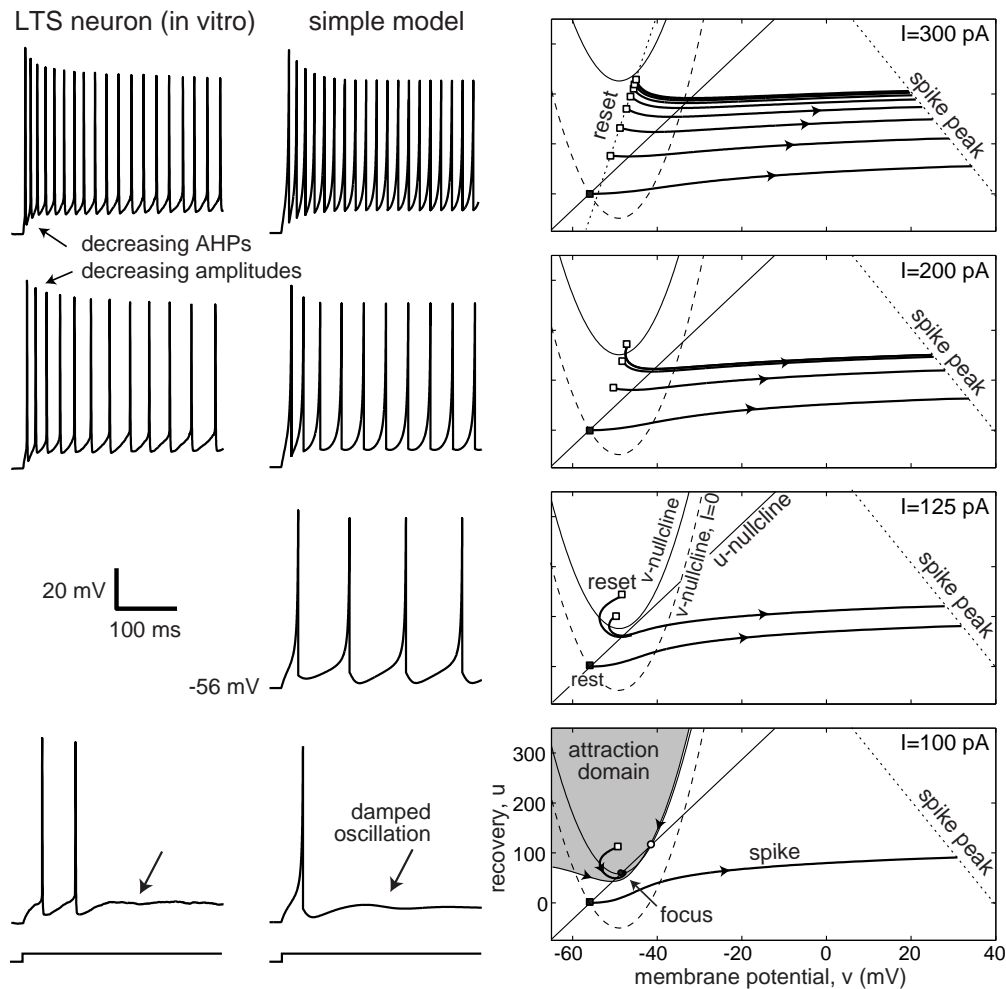 LTS neuron (in vitro)
simple model
decreasing AHPs
decreasing amplitudes
20 mV
100 ms
-56 mV
damped
oscillation
I=300 pA
reset
spike peak
I=200 pA
spike peak
I=125 pA
v-nullcline
v-nullcline, I=0
u-nullcline
reset
rest
spike peak
I=100 pA
attraction
domain
spike
focus
spike peak
recovery, u
300
200
100
0
-60 -40 -20 0 20 40
membrane potential, v (mV)